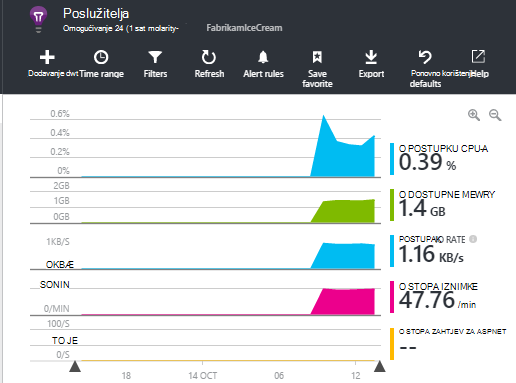 Poslužitelja
Omogućivanje 24 (1 sat molarity-
FabrikamIceCream
Dodavanje dwt
Time range
Filters
Refresh
Alert rules
Save favorite
Export
Ponovno korištenje
defaults
Help
0.6%
0.4%
0.2%
0%
O POSTUPKU CPU-A
0.39 %
2GB
1GB
0GB
O DOSTUPNE MEWRY
1.4 GB
1KB/S
OKBÆ
POSTUPAK
IO RATE
1.16 KB/s
SONIN
0/MIN
O STOPA IZNIMKE
47.76 /min
100/S
TO JE
0/S
O STOPA ZAHTJEV ZA ASPNET
--
18
14 OCT
06
12